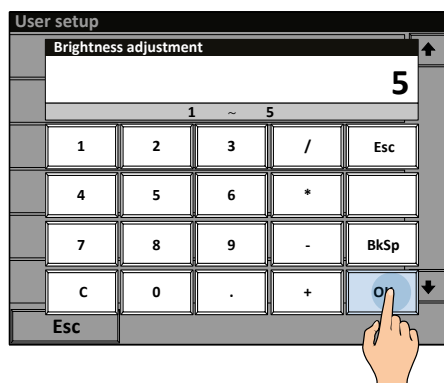 User setup
Brightness adjustment
5
1 ~ 5
1 2 3 / Esc
4 5 6 *
7 8 9 - BkSp
C 0 . +
Esc